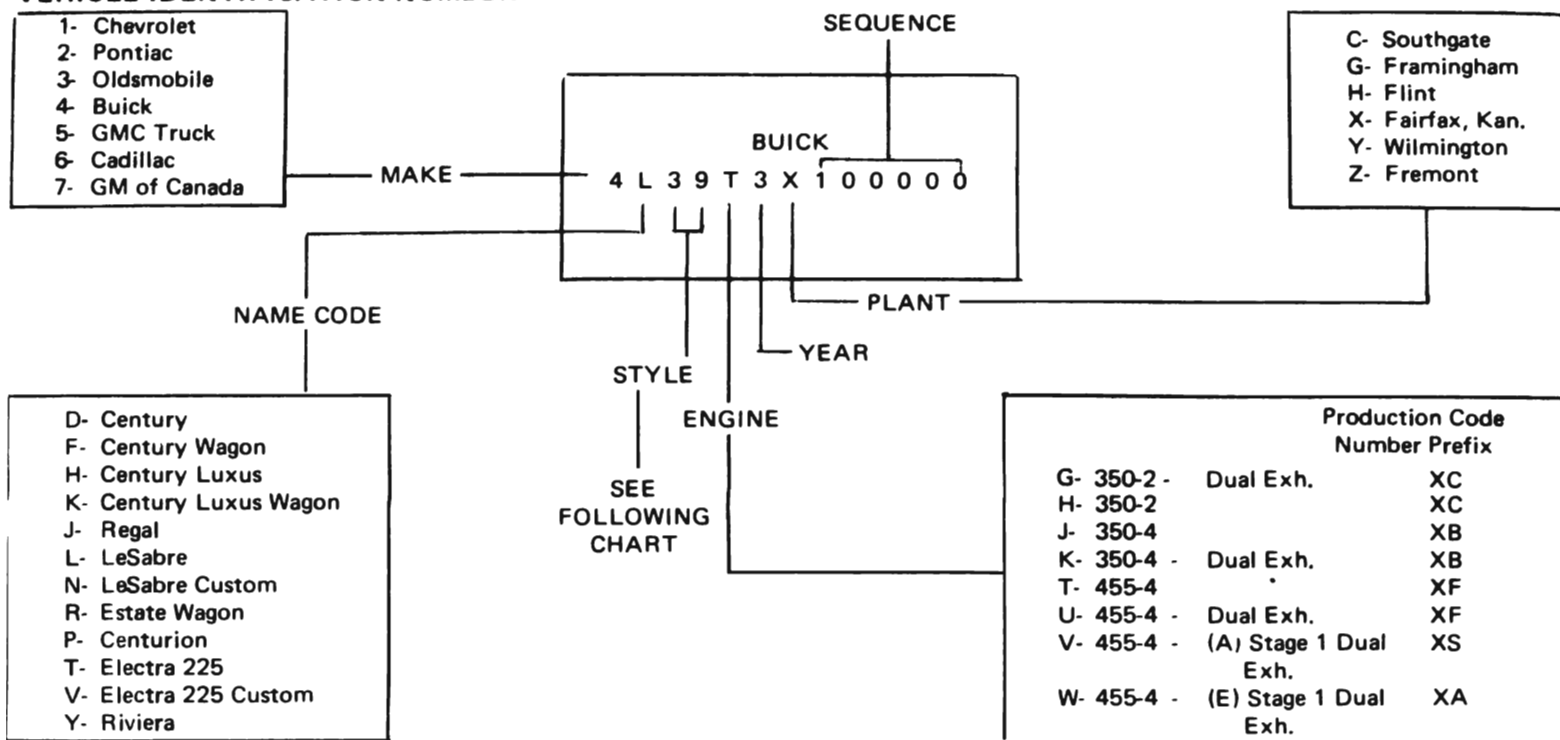 1- Chevrolet
2- Pontiac
3- Oldsmobile
4- Buick
5- GMC Truck
6- Cadillac
7- GM of Canada
SEQUENCE
C- Southgate
G- Framingham
H- Flint
X- Fairfax, Kan.
Y- Wilmington
Z- Fremont
BUICK
MAKE
4 L 3 9 T 3 X 1 0 0 0 0 0
PLANT
NAME CODE
YEAR
STYLE
ENGINE
SEE
FOLLOWING
CHART
D- Century
F- Century Wagon
H- Century Luxus
K- Century Luxus Wagon
J- Regal
L- LeSabre
N- LeSabre Custom
R- Estate Wagon
P- Centurion
T- Electra 225
V- Electra 225 Custom
Y- Riviera
Production Code
Number Prefix
G- 350-2 - Dual Exh. XC
H- 350-2 XC
J- 350-4 XB
K- 350-4 - Dual Exh. XB
T- 455-4 XF
U- 455-4 - Dual Exh. XF
V- 455-4 - (A) Stage 1 Dual XS
Exh.
W- 455-4 - (E) Stage 1 Dual XA
Exh.